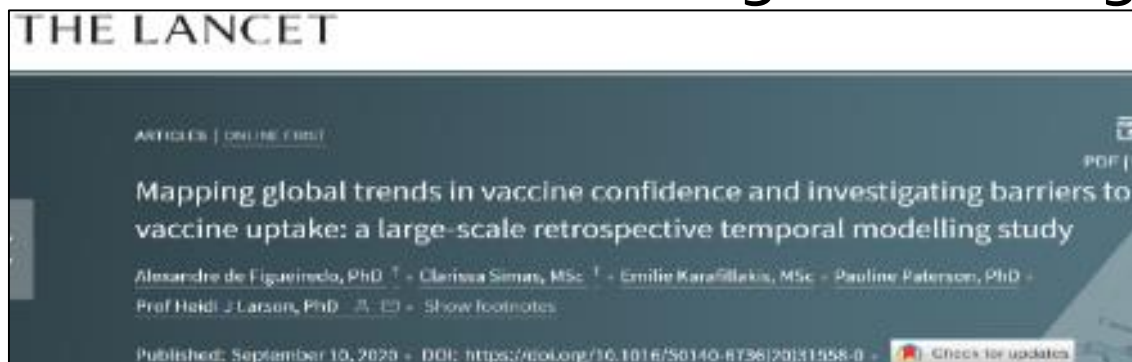 THE LANCET
ARTICLES | ONLINE FIRST
PDF
Mapping global trends in vaccine confidence and investigating barriers to
vaccine uptake: a large-scale retrospective temporal modelling study
Alexandre de Figueiredo, PhD † • Clarissa Simas, MSc † • Emilie Karafillakis, MSc • Pauline Paterson, PhD •
Prof Heidi J Larson, PhD • Show footnotes
Published: September 10, 2020 • DOI: https://doi.org/10.1016/S0140-6736(20)31558-0 • Check for updates